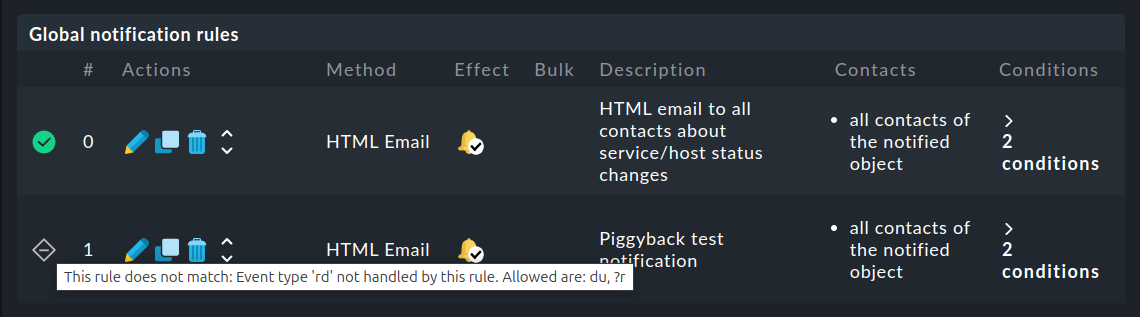 Global notification rules
# Actions Method Effect Bulk Description Contacts Conditions
0 HTML Email
HTML email to all
contacts about
service/host status
changes
• all contacts of
the notified
object
2
conditions
1 HTML Email
Piggyback test
notification
• all contacts of
the notified
object
2
conditions
This rule does not match: Event type 'rd' not handled by this rule. Allowed are: du, ?r